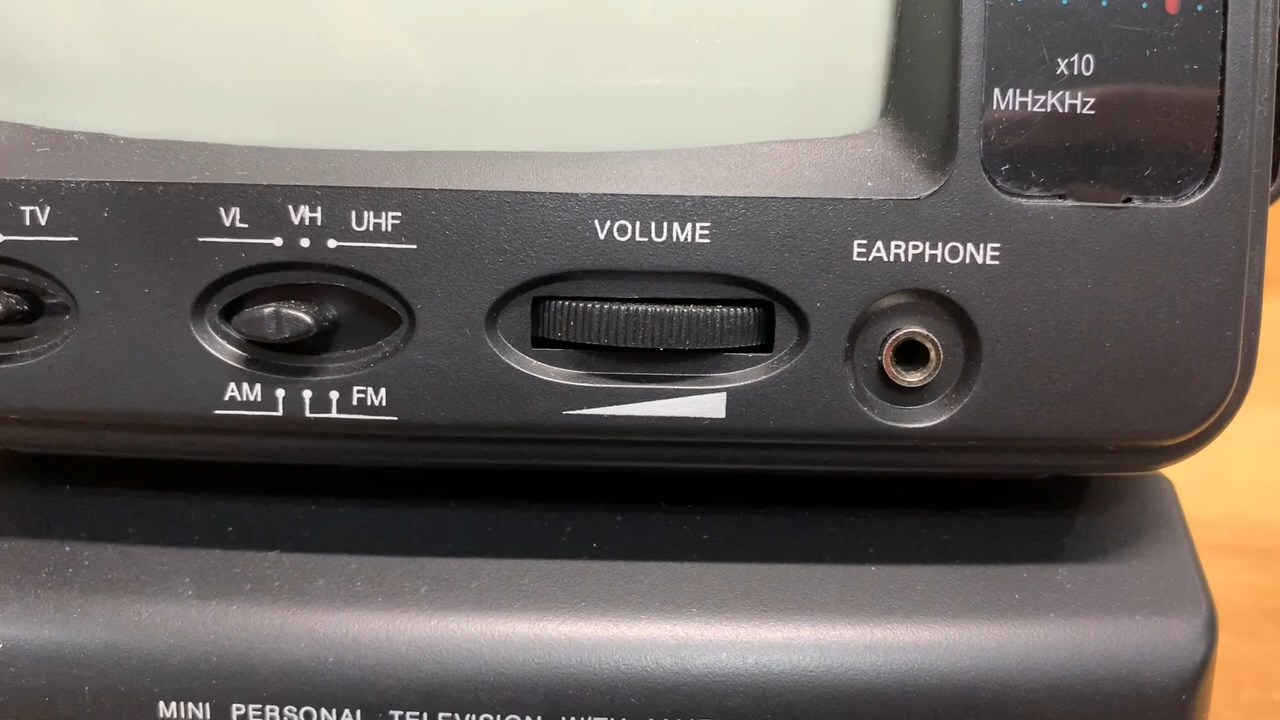 x10
MHzKHz
TV
VL VH UHF
VOLUME
EARPHONE
AM FM
MINI PERSONAL TELEVISION WITH